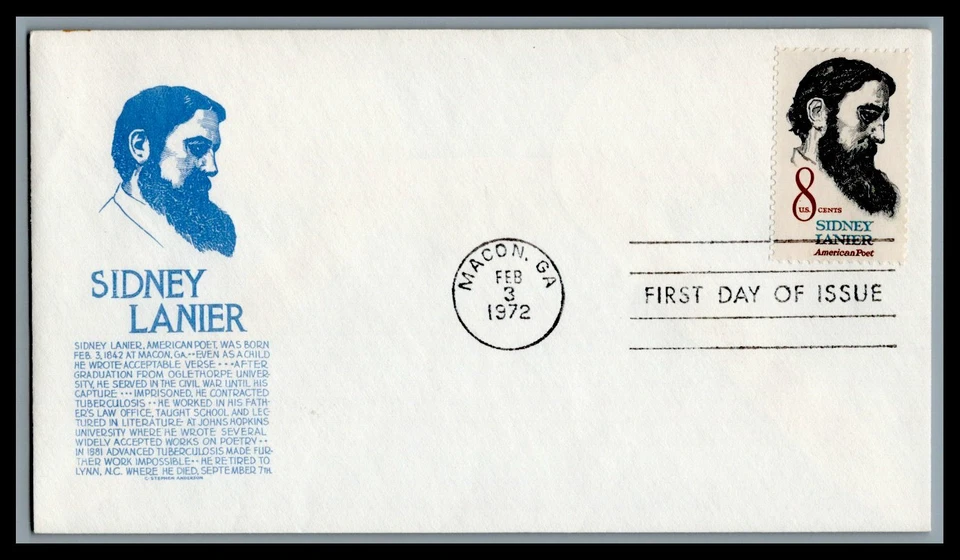 SIDNEY
LANIER
SIDNEY LANIER, AMERICAN POET, WAS BORN
FEB. 3, 1842 AT MACON, GA.··EVEN AS A CHILD
HE WROTE ACCEPTABLE VERSE···AFTER
GRADUATION FROM OGLETHORPE UNIVER-
SITY, HE SERVED IN THE CIVIL WAR UNTIL HIS
CAPTURE···IMPRISONED, HE CONTRACTED
TUBERCULOSIS··HE WORKED IN HIS FATH-
ER'S LAW OFFICE, TAUGHT SCHOOL AND LEC-
TURED IN LITERATURE AT JOHNS HOPKINS
UNIVERSITY WHERE HE WROTE SEVERAL
WIDELY ACCEPTED WORKS ON POETRY··
IN 1881 ADVANCED TUBERCULOSIS MADE FUR-
THER WORK IMPOSSIBLE··HE RETIRED TO
LYNN, N.C. WHERE HE DIED, SEPTEMBER 7TH.
C. STEPHEN ANDERSON
MACON, GA
FEB
3
1972
8
U.S. CENTS
SIDNEY
LANIER
American Poet
FIRST DAY OF ISSUE